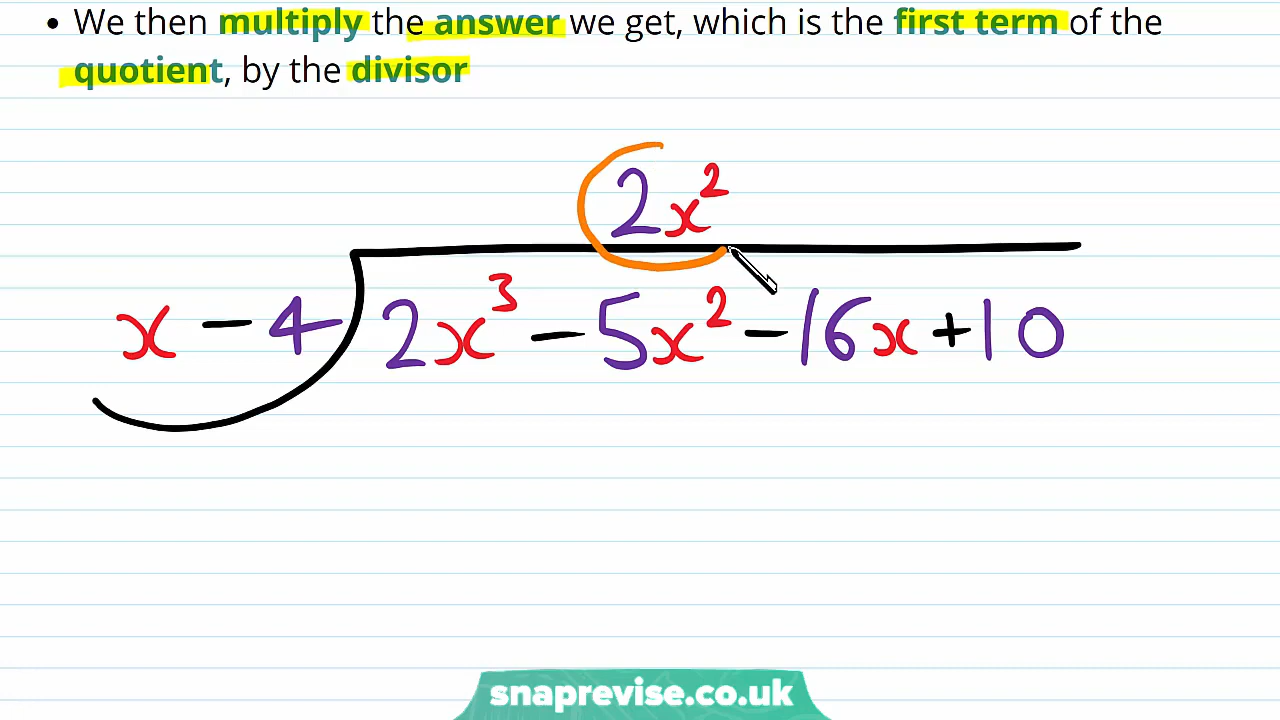 • We then multiply the answer we get, which is the first term of the
quotient, by the divisor
2x²
x - 4 2x³ - 5x² - 16x + 10
snaprevise.co.uk